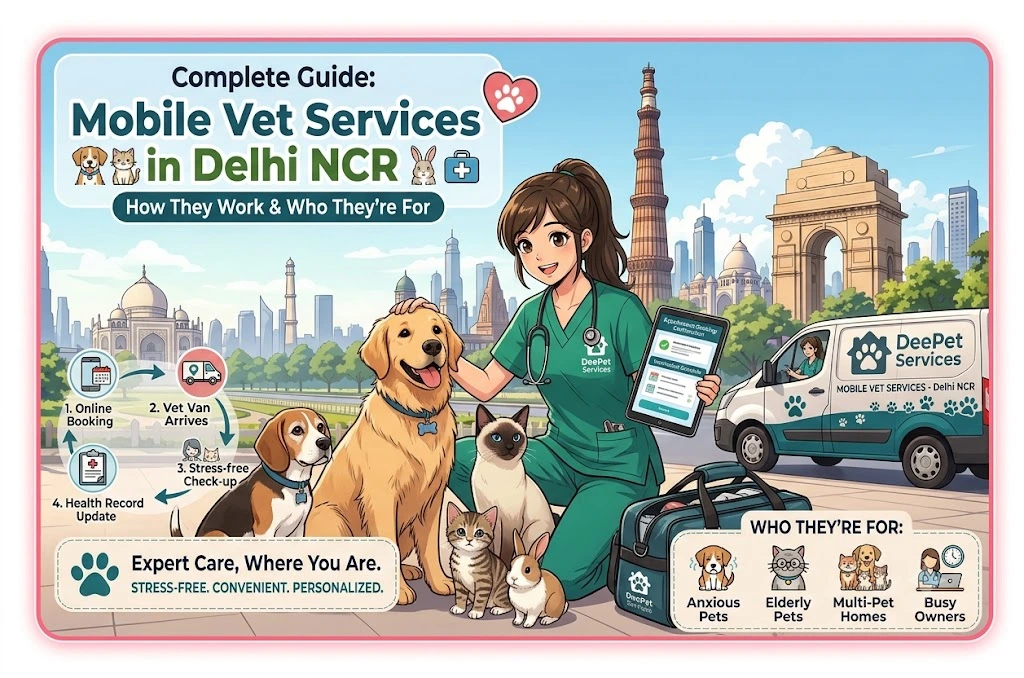 Complete Guide:
Mobile Vet Services
in Delhi NCR
How They Work & Who They're For
DeePet
Services
DeePet
Services
MOBILE VET SERVICES - Delhi NCR
1. Online
Booking
2. Vet Van
Arrives
3. Stress-free
Check-up
4. Health Record
Update
Expert Care, Where You Are.
STRESS-FREE. CONVENIENT. PERSONALIZED.
DeePet
WHO THEY'RE FOR:
Anxious
Pets
Elderly
Pets
Multi-Pet
Homes
Busy
Owners